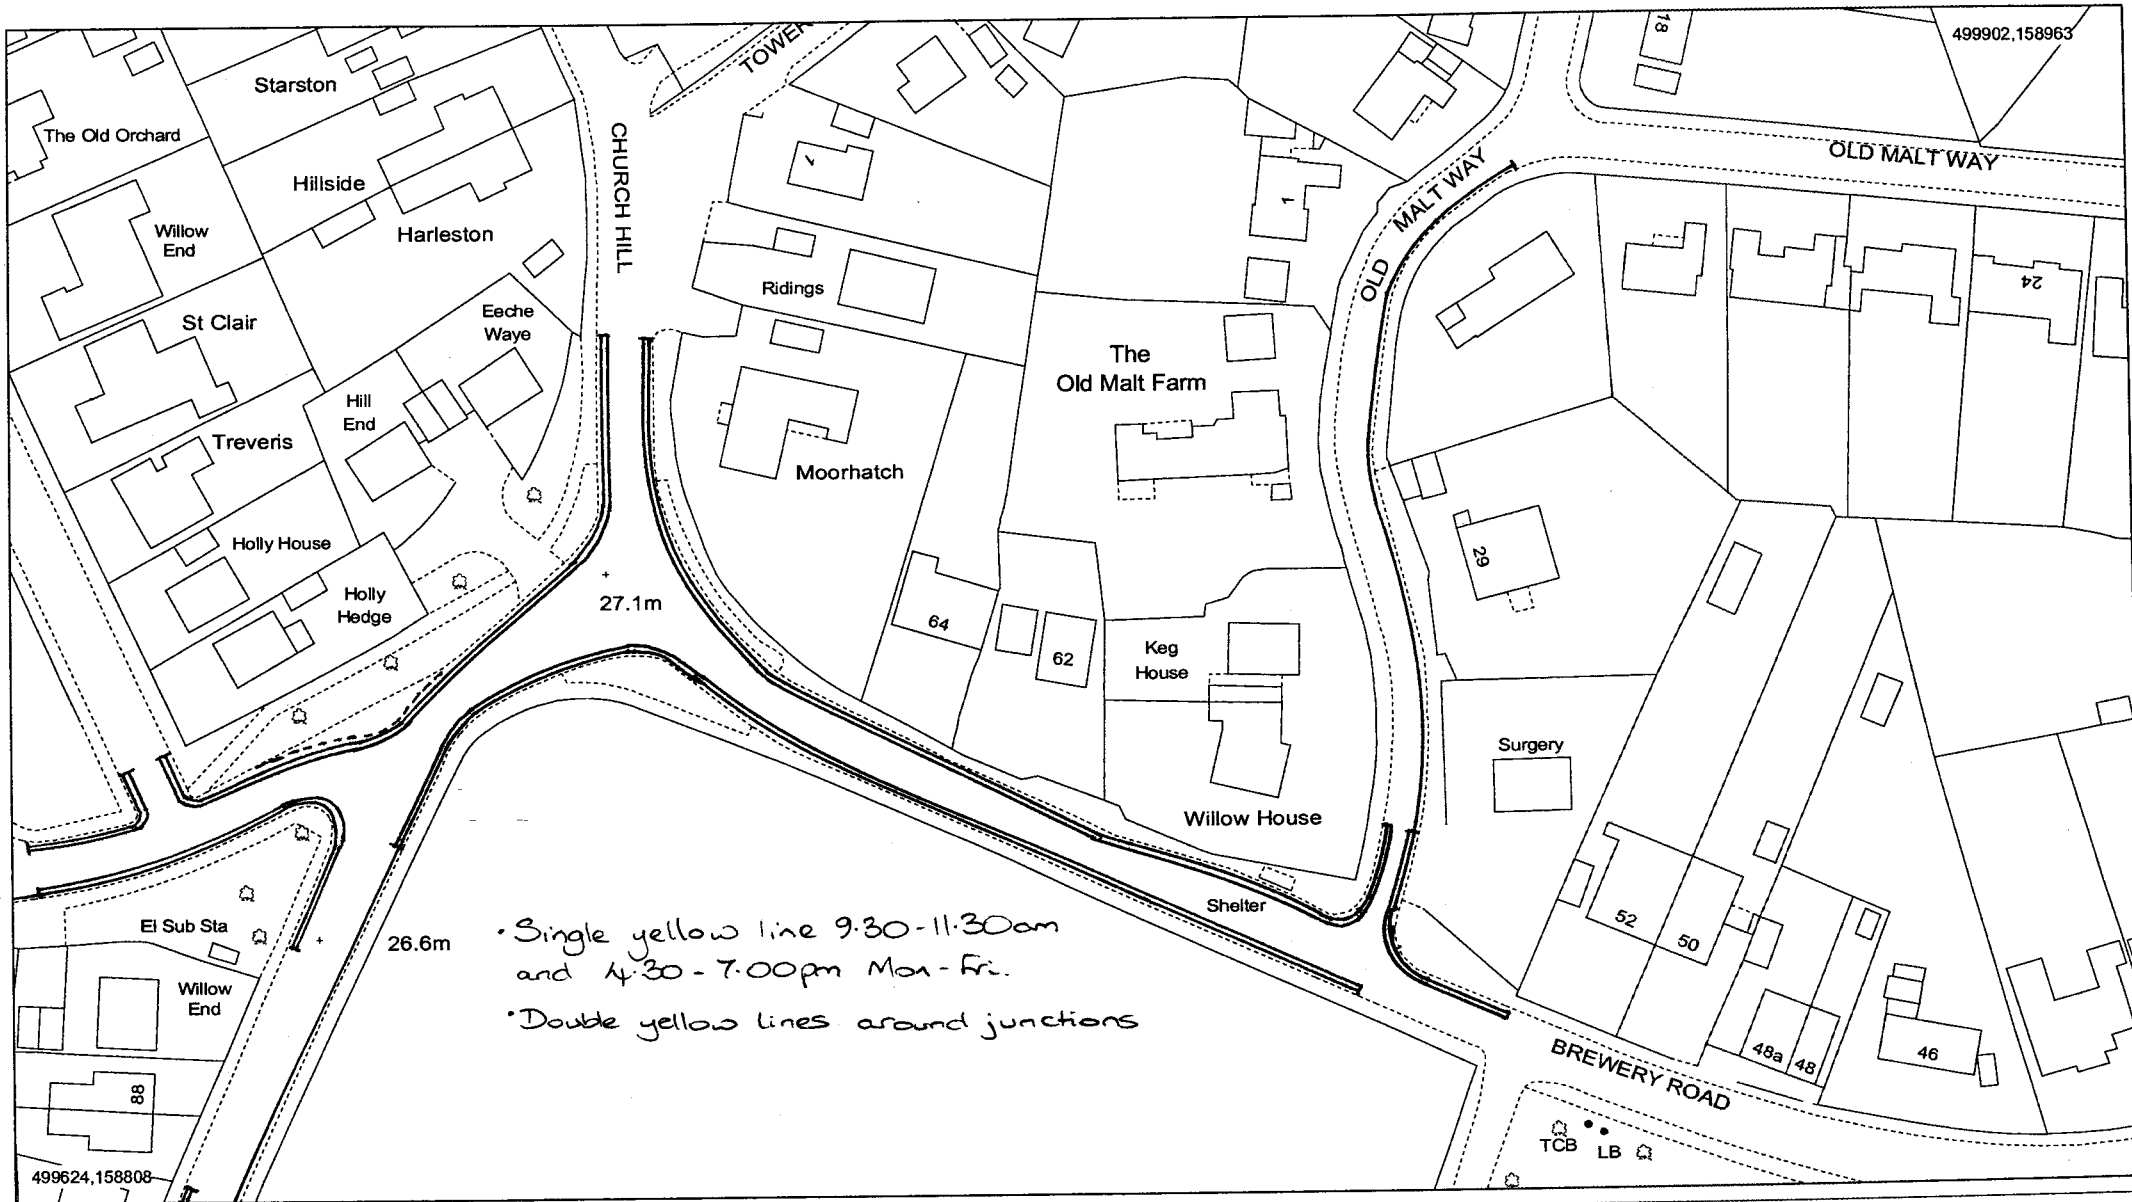 499902,158963
TOWER
18
Starston
The Old Orchard
CHURCH HILL
1
OLD MALT WAY
OLD MALT WAY
Hillside
Willow
End
Harleston
1
24
Ridings
Eeche
Waye
St Clair
The
Old Malt Farm
Hill
End
Treveris
Moorhatch
Holly House
29
Holly
Hedge
27.1m
64
62
Keg
House
Surgery
Willow House
Shelter
52
50
El Sub Sta
26.6m
• Single yellow line 9.30-11.30am
and 4.30-7.00pm Mon-Fri.
• Double yellow lines around junctions
Willow
End
BREWERY ROAD
48a
48
46
88
TCB
LB
499624,158808